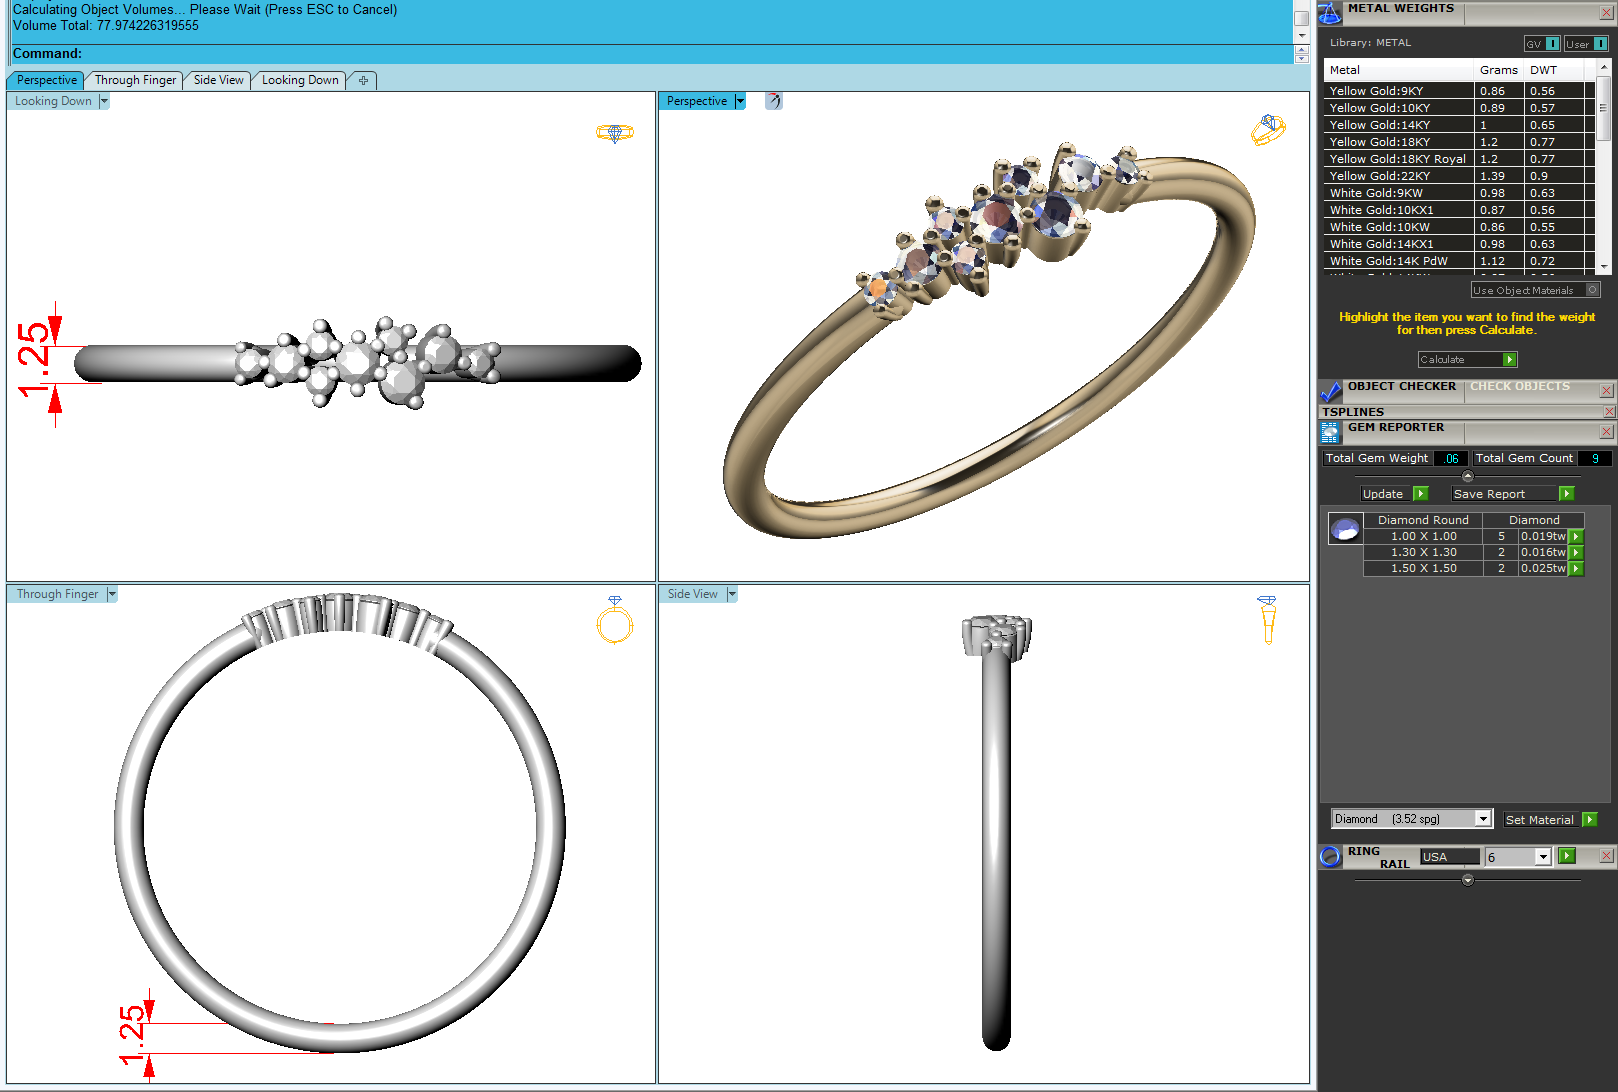 Calculating Object Volumes... Please Wait (Press ESC to Cancel)
Volume Total: 77.974226319555
Command:
Perspective Through Finger Side View Looking Down
Looking Down
Perspective
1.25
Through Finger
Side View
1.25
METAL WEIGHTS
Library: METAL GV User
Metal Grams DWT
Yellow Gold:9KY 0.86 0.56
Yellow Gold:10KY 0.89 0.57
Yellow Gold:14KY 1 0.65
Yellow Gold:18KY 1.2 0.77
Yellow Gold:18KY Royal 1.2 0.77
Yellow Gold:22KY 1.39 0.9
White Gold:9KW 0.98 0.63
White Gold:10KX1 0.87 0.56
White Gold:10KW 0.86 0.55
White Gold:14KX1 0.98 0.63
White Gold:14K PdW 1.12 0.72
Use Object Materials
Highlight the item you want to find the weight
for then press Calculate.
Calculate
OBJECT CHECKER CHECK OBJECTS
TSPLINES
GEM REPORTER
Total Gem Weight .06 Total Gem Count 9
Update Save Report
Diamond Round Diamond
1.00 X 1.00 5 0.019tw
1.30 X 1.30 2 0.016tw
1.50 X 1.50 2 0.025tw
Diamond (3.52 spg) Set Material
RING RAIL USA 6